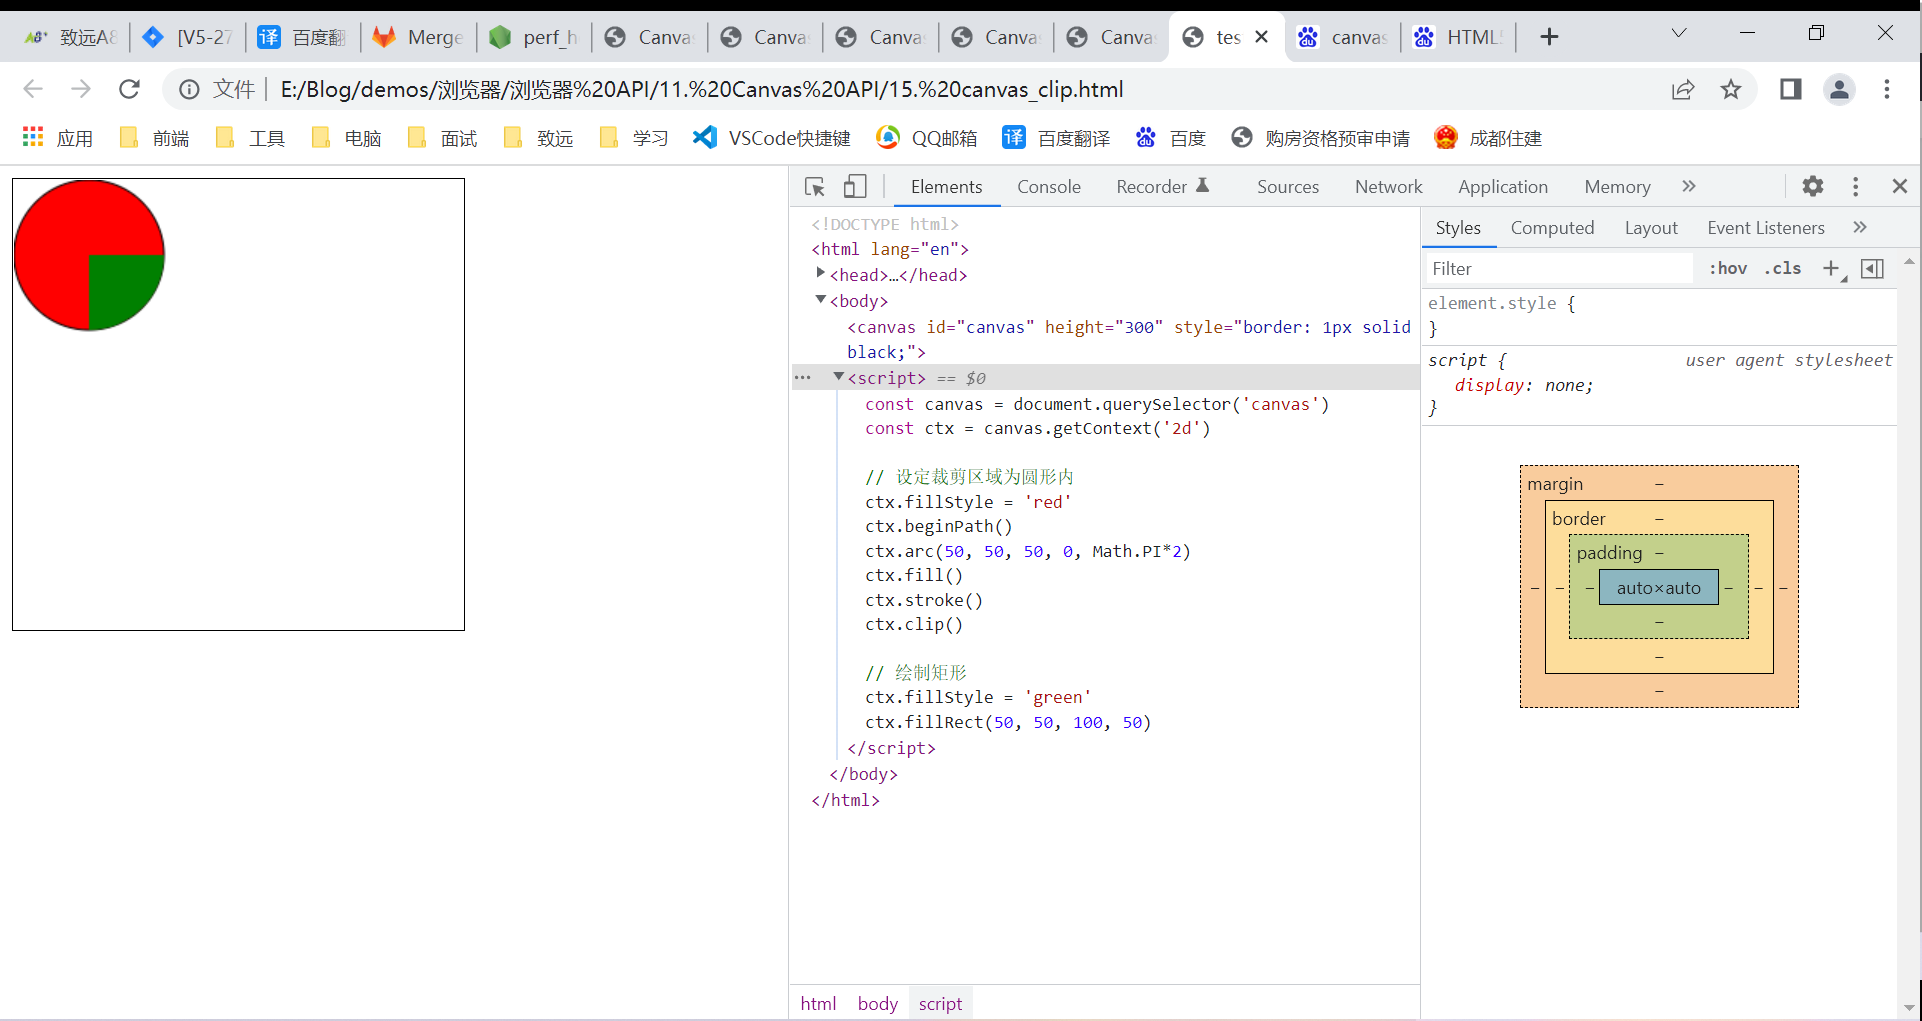 致远A8 [V5-27 百度翻 Merge perf_h Canva Canva Canva Canva Canva tes canvas HTML5
文件 E:/Blog/demos/浏览器/浏览器%20API/11.%20Canvas%20API/15.%20canvas_clip.html
应用 前端 工具 电脑 面试 致远 学习 VSCode快捷键 QQ邮箱 译 百度翻译 百度 购房资格预审申请 成都住建
Elements Console Recorder Sources Network Application Memory »
<!DOCTYPE html>
<html lang="en">
<head>…</head>
<body>
<canvas id="canvas" height="300" style="border: 1px solid
black;">
<script> == $0
const canvas = document.querySelector('canvas')
const ctx = canvas.getContext('2d')
// 设定裁剪区域为圆形内
ctx.fillStyle = 'red'
ctx.beginPath()
ctx.arc(50, 50, 50, 0, Math.PI*2)
ctx.fill()
ctx.stroke()
ctx.clip()
// 绘制矩形
ctx.fillStyle = 'green'
ctx.fillRect(50, 50, 100, 50)
</script>
</body>
</html>
html body script
Styles Computed Layout Event Listeners »
Filter :hov .cls
element.style {
}
script { user agent stylesheet
display: none;
}
margin –
border –
padding –
– – – auto×auto – – –
–
–
–